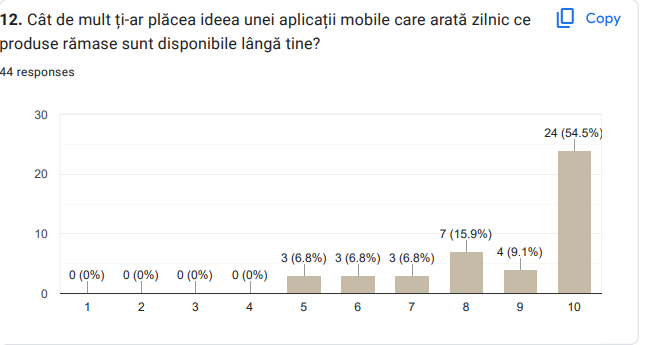 12. Cât de mult ți-ar plăcea ideea unei aplicații mobile care arată zilnic ce
Copy
produse rămase sunt disponibile lângă tine?
44 responses
30
20
10
0
24 (54.5%)
7 (15.9%)
4 (9.1%)
3 (6.8%) 3 (6.8%) 3 (6.8%)
0 (0%) 0 (0%) 0 (0%) 0 (0%)
1 2 3 4 5 6 7 8 9 10